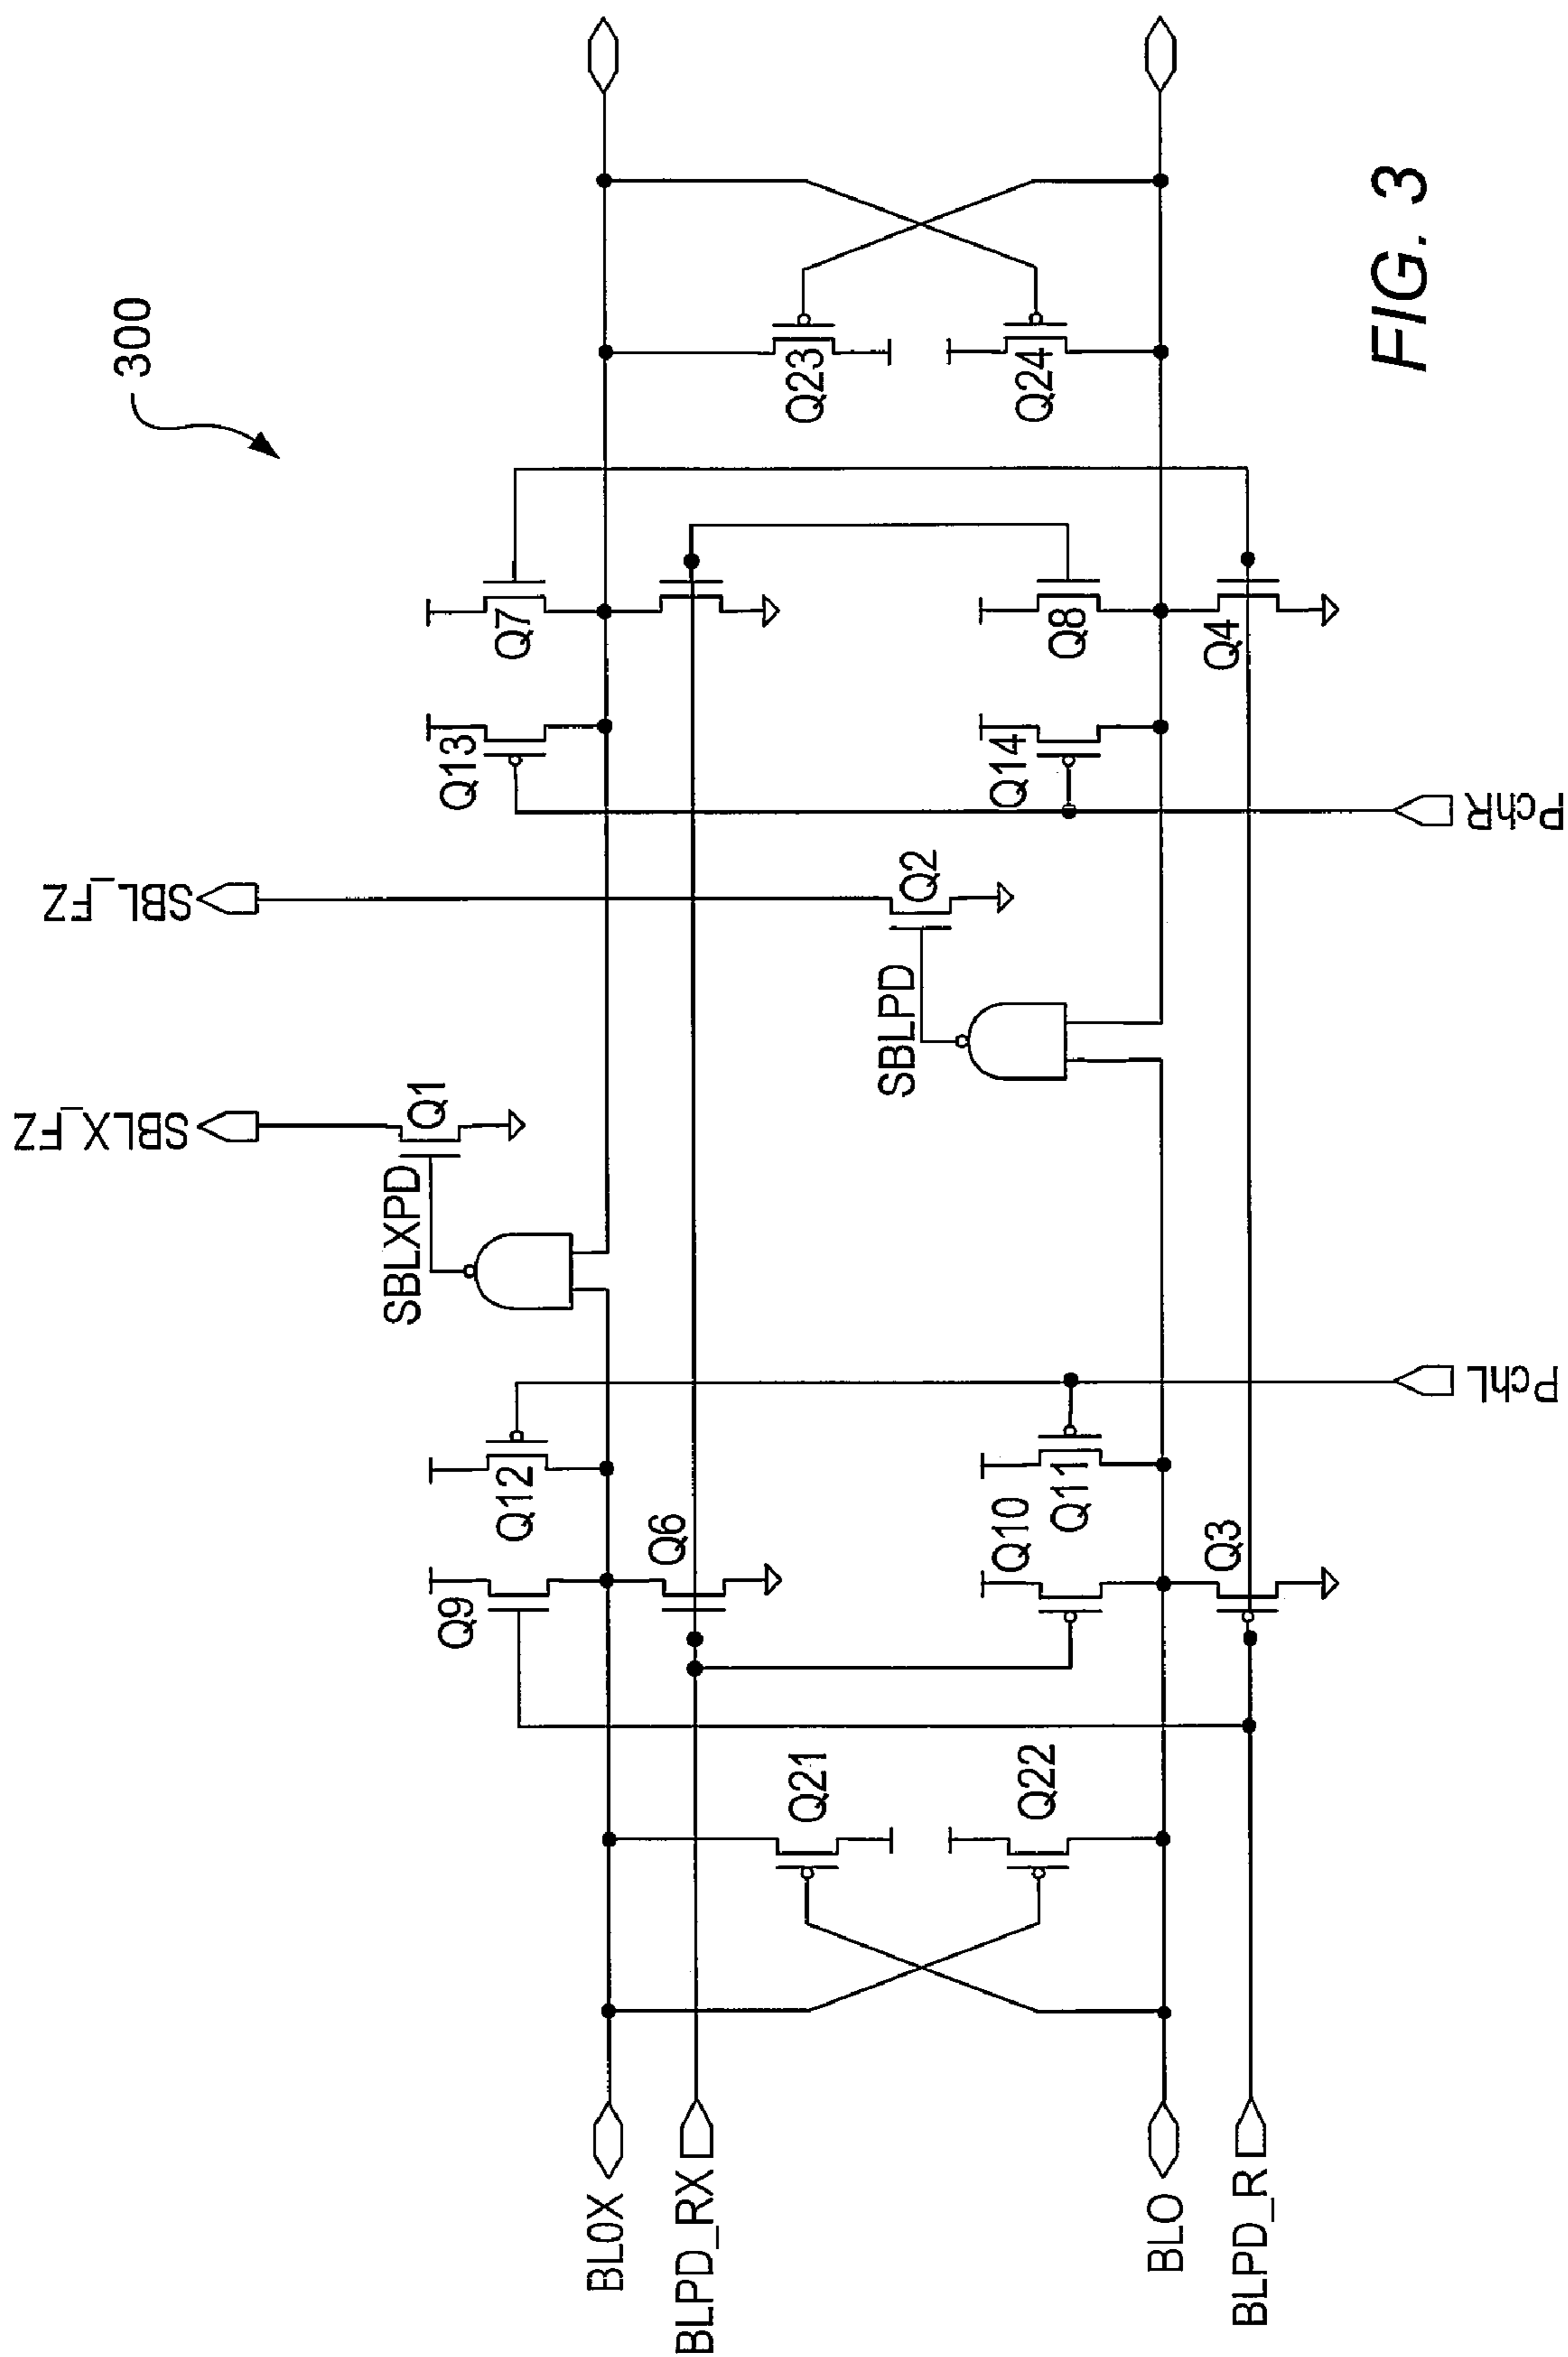 300
SBL_FZ
SBLX_FZ
Q7
Q13
Q23
Q24
Q2
SBLPD
Q1
SBLXPD
Q8
Q14
Q4
PchR
Q12
Q9
Q6
Q10
Q11
Q3
PchL
Q21
Q22
BL0X
BLPD_RX
BLO
BLPD_R
FIG. 3